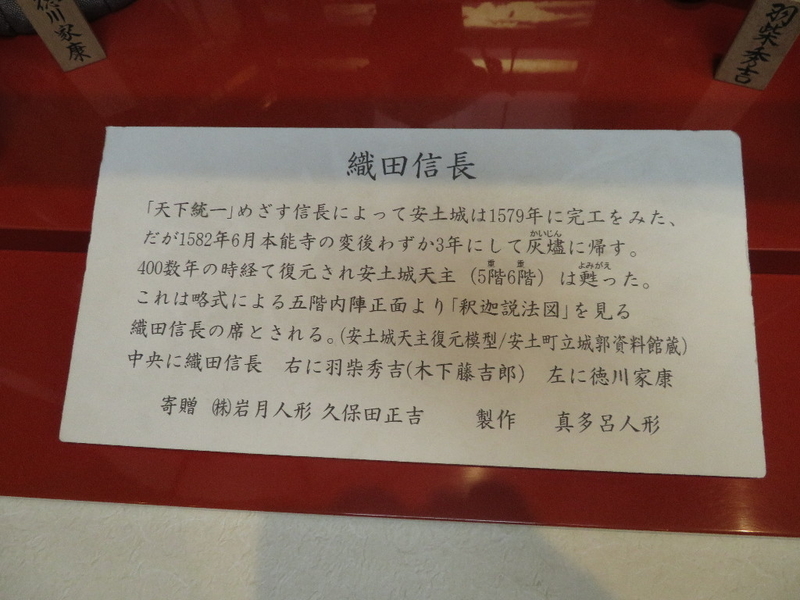 徳川家康
羽柴秀吉
織田信長
「天下統一」めざす信長によって安土城は1579年に完工をみた、
だが1582年6月本能寺の変後わずか3年にして灰燼に帰す。
かいじん
400数年の時経て復元され安土城天主（5階6階）は甦った。
重 重
よみがえ
これは略式による五階内陣正面より「釈迦説法図」を見る
織田信長の席とされる。(安土城天主復元模型/安土町立城郭資料館蔵)
中央に織田信長　右に羽柴秀吉(木下藤吉郎)　左に徳川家康
寄贈　㈱岩月人形 久保田正吉　　製作　真多呂人形